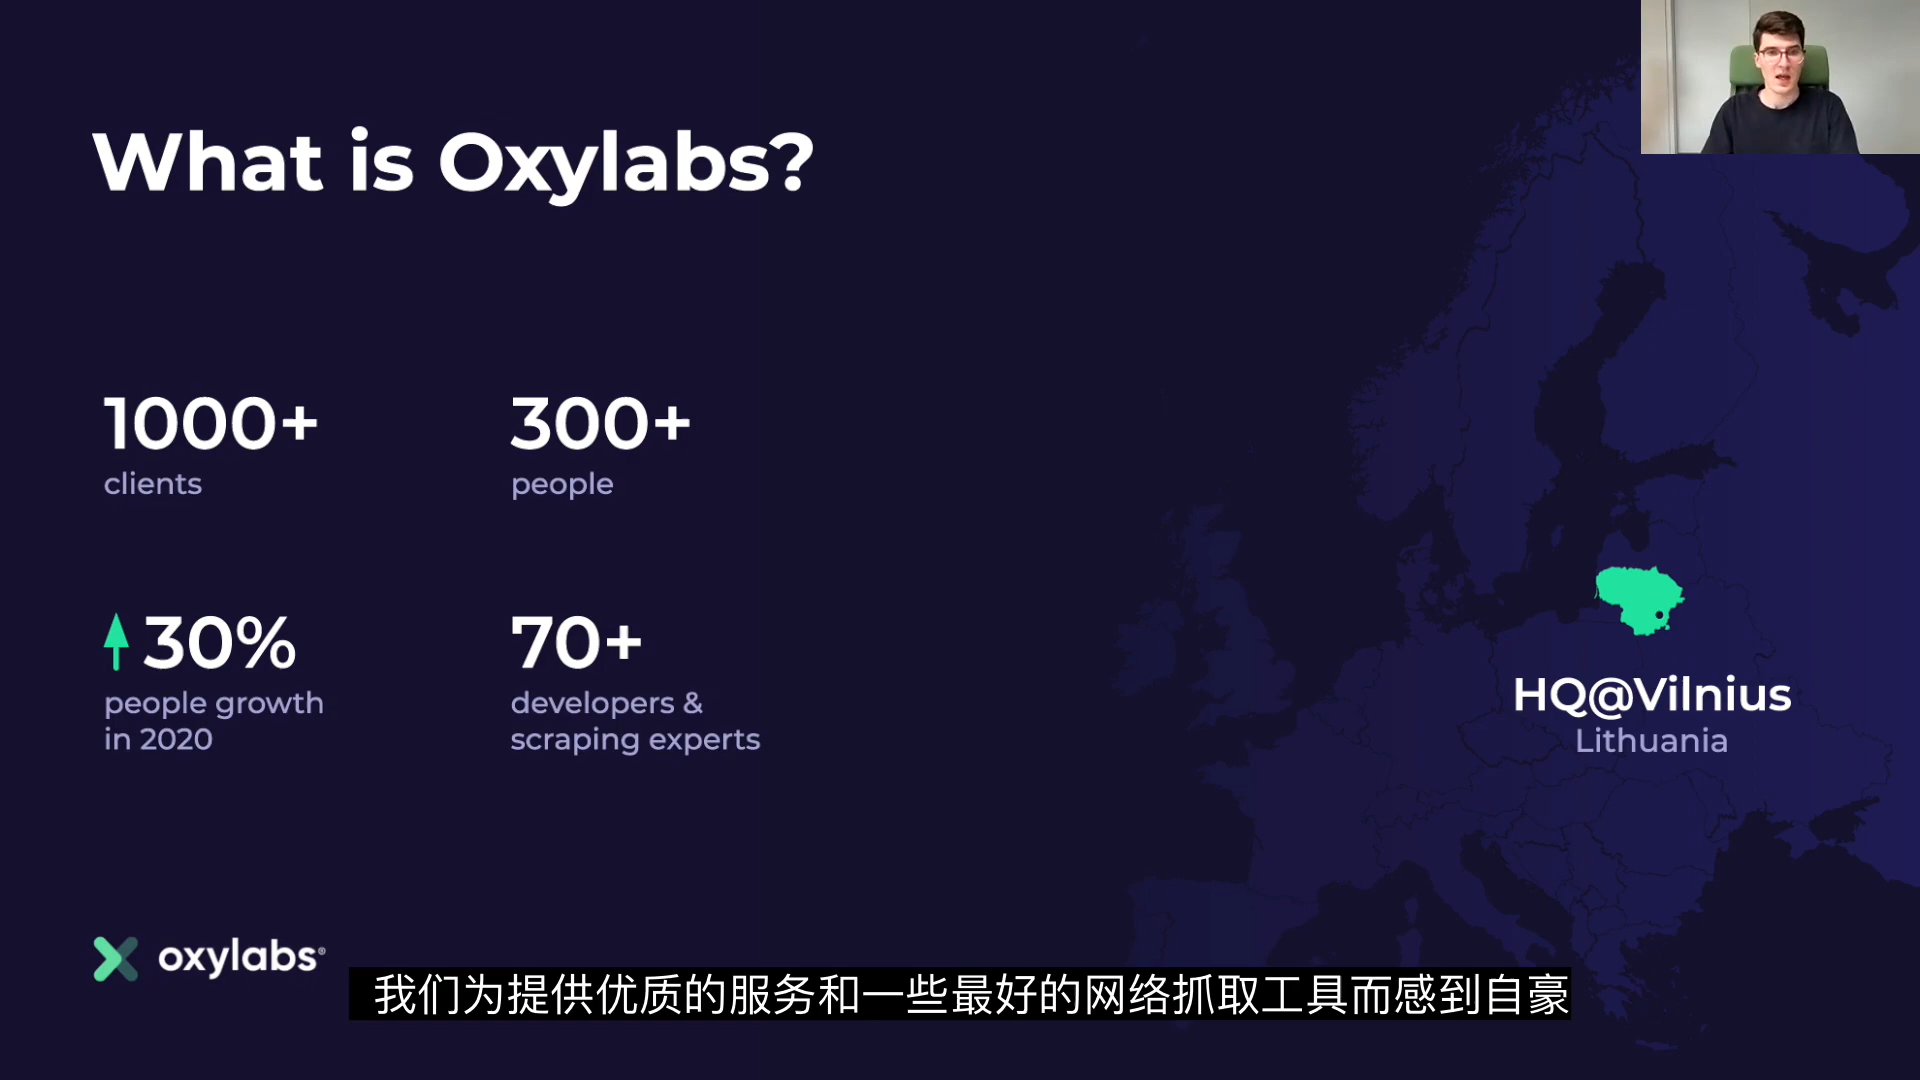 What is Oxylabs?
1000+
clients
300+
people
30%
people growth
in 2020
70+
developers &
scraping experts
HQ@Vilnius
Lithuania
oxylabs®
我们为提供优质的服务和一些最好的网络抓取工具而感到自豪